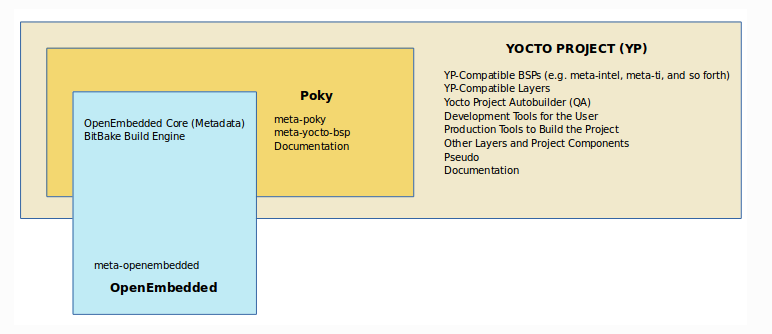 YOCTO PROJECT (YP)
YP-Compatible BSPs (e.g. meta-intel, meta-ti, and so forth)
YP-Compatible Layers
Yocto Project Autobuilder (QA)
Development Tools for the User
Production Tools to Build the Project
Other Layers and Project Components
Pseudo
Documentation
Poky
meta-poky
meta-yocto-bsp
Documentation
OpenEmbedded Core (Metadata)
BitBake Build Engine
meta-openembedded
OpenEmbedded